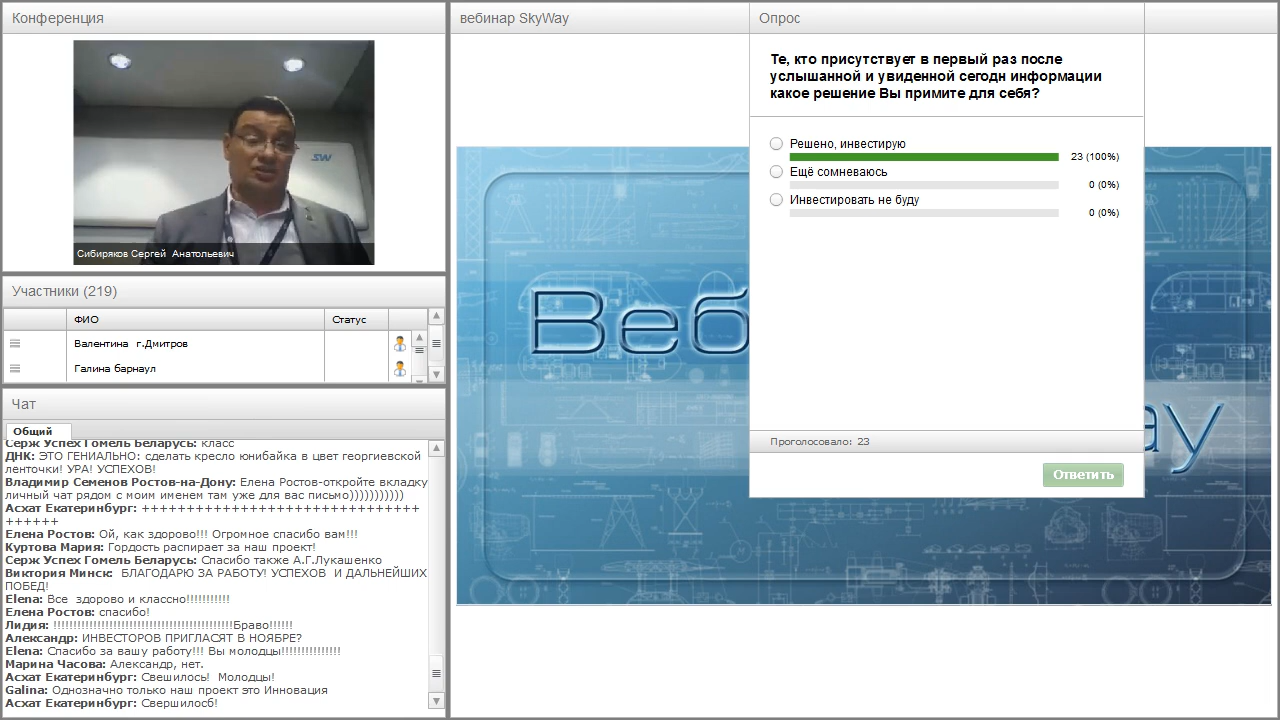 Конференция
SW
Сибиряков Сергей Анатольевич
Участники (219)
ФИО
Статус
Валентина г.Дмитров
Галина барнаул
Чат
Общий
Серж Успех Гомель Беларусь: класс
ДНК: ЭТО ГЕНИАЛЬНО: сделать кресло юнибайка в цвет георгиевской
ленточки! УРА! УСПЕХОВ!
Владимир Семенов Ростов-на-Дону: Елена Ростов-откройте вкладку
личный чат рядом с моим именем там уже для вас письмо)))))))))))
Асхат Екатеринбург: +++++++++++++++++++++++++++++++
++++++
Елена Ростов: Ой, как здорово!!! Огромное спасибо вам!!!
Куртова Мария: Гордость распирает за наш проект!
Серж Успех Гомель Беларусь: Спасибо также А.Г.Лукашенко
Виктория Минск: БЛАГОДАРЮ ЗА РАБОТУ! УСПЕХОВ И ДАЛЬНЕЙШИХ
ПОБЕД!
Elena: Все здорово и классно!!!!!!!!!!!
Елена Ростов: спасибо!
Лидия: !!!!!!!!!!!!!!!!!!!!!!!!!!!!!!!!!!!!!!!!!!!!!Браво!!!!!!
Александр: ИНВЕСТОРОВ ПРИГЛАСЯТ В НОЯБРЕ?
Elena: Спасибо за вашу работу!!! Вы молодцы!!!!!!!!!!!!!!!
Марина Часова: Александр, нет.
Асхат Екатеринбург: Свешилось! Молодцы!
Galina: Однозначно только наш проект это Инновация
Асхат Екатеринбург: Свершилосб!
вебинар SkyWay
Веб
ay
Опрос
Те, кто присутствует в первый раз после
услышанной и увиденной сегодн информации
какое решение Вы примите для себя?
Решено, инвестирую
23 (100%)
Ещё сомневаюсь
0 (0%)
Инвестировать не буду
0 (0%)
Проголосовало: 23
Ответить